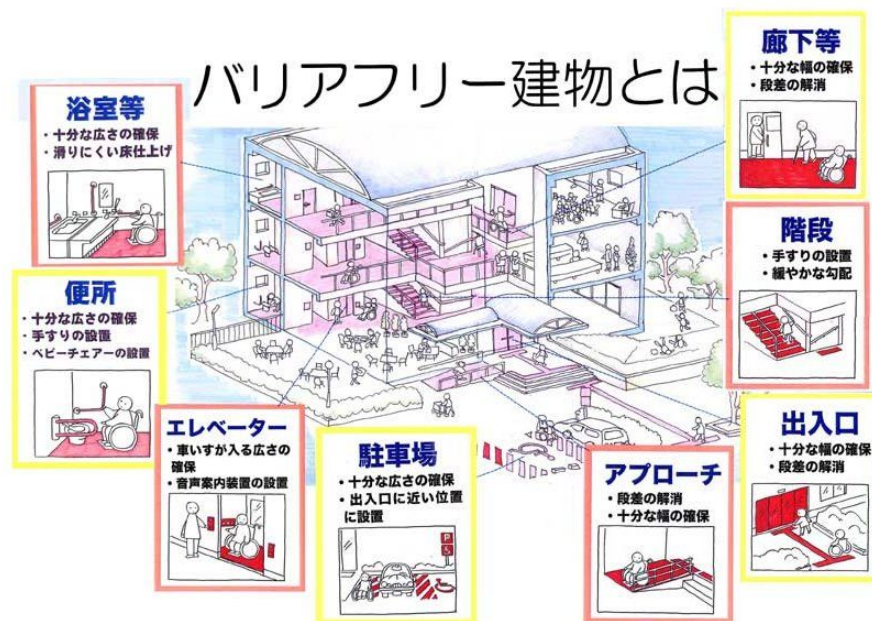 バリアフリー建物とは
浴室等
・十分な広さの確保
・滑りにくい床仕上げ
便所
・十分な広さの確保
・手すりの設置
・ベビーチェアーの設置
エレベーター
・車いすが入る広さの
確保
・音声案内装置の設置
駐車場
・十分な広さの確保
・出入口に近い位置
に設置
P
アプローチ
・段差の解消
・十分な幅の確保
出入口
・十分な幅の確保
・段差の解消
階段
・手すりの設置
・緩やかな勾配
廊下等
・十分な幅の確保
・段差の解消